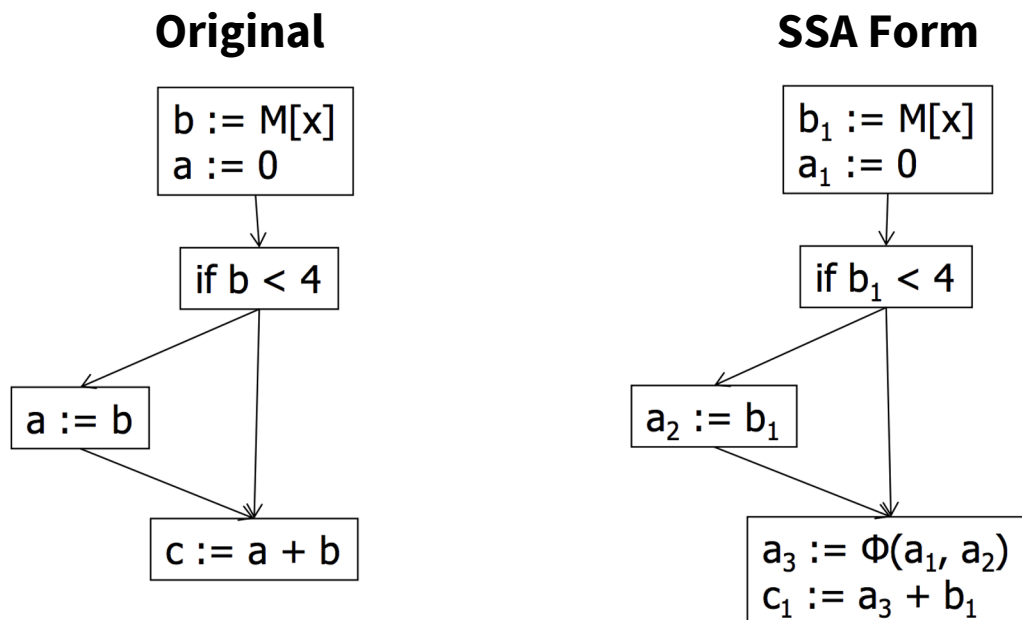 Original
b := M[x]
a := 0
if b < 4
a := b
c := a + b
SSA Form
b₁ := M[x]
a₁ := 0
if b₁ < 4
a₂ := b₁
a₃ := Φ(a₁, a₂)
c₁ := a₃ + b₁